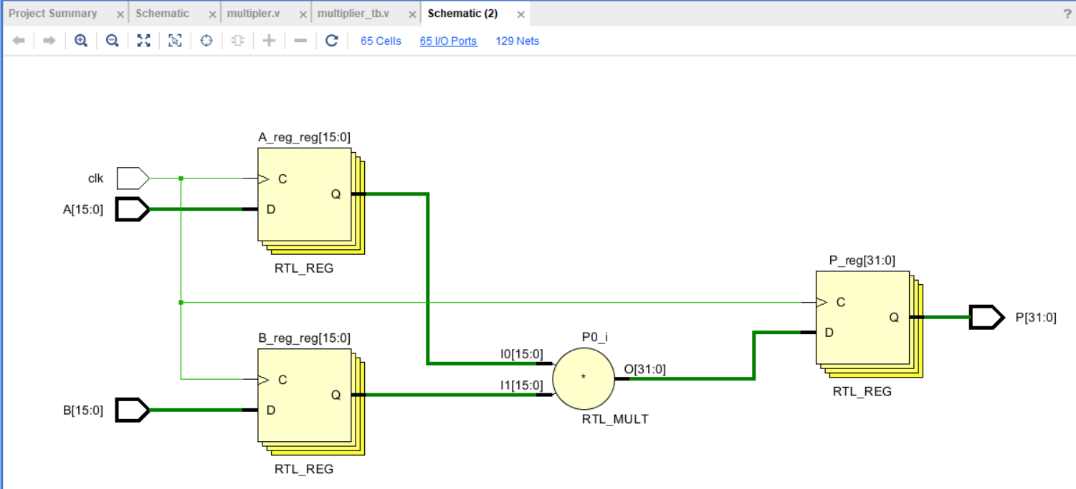 Project Summary × Schematic × multipler.v × multiplier_tb.v × Schematic (2) × ?
65 Cells 65 I/O Ports 129 Nets
A_reg_reg[15:0]
clk
C
Q
A[15:0]
D
RTL_REG
P_reg[31:0]
C
Q
P[31:0]
D
RTL_REG
B_reg_reg[15:0]
C
Q
B[15:0]
D
RTL_REG
P0_i
I0[15:0]
I1[15:0]
*
O[31:0]
RTL_MULT